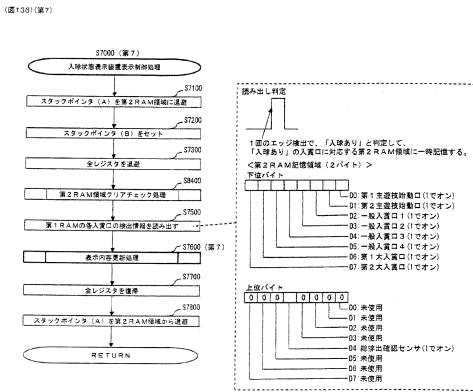 (図136)(第7)
S7000 (第7)
入球状態表示装置表示制御処理
S7100
スタックポインタ (A) を第2RAM領域に退避
S7200
スタックポインタ (B) をセット
S7300
全レジスタを退避
S8400
第2RAM領域クリアチェック処理
S7500
第1RAMの各入賞口の検出情報を読み出す
S7600 (第7)
表示内容更新処理
S7700
全レジスタを復帰
S7800
スタックポインタ (A) を第2RAM領域から退避
RETURN
読み出し判定
1回のエッジ検出で、「入球あり」と判定して、
「入球あり」の入賞口に対応する第2RAM領域に一時記憶する。
<第2RAM記憶領域(2バイト)>
下位バイト
D0:第1主遊技始動口(1でオン)
D1:第2主遊技始動口(1でオン)
D2:一般入賞口1(1でオン)
D3:一般入賞口2(1でオン)
D4:一般入賞口3(1でオン)
D5:一般入賞口4(1でオン)
D6:第1大入賞口(1でオン)
D7:第2大入賞口(1でオン)
上位バイト
0 0 0 0 0 0 0
D0:未使用
D1:未使用
D2:未使用
D3:未使用
D4:総排出確認センサ(1でオン)
D5:未使用
D6:未使用
D7:未使用